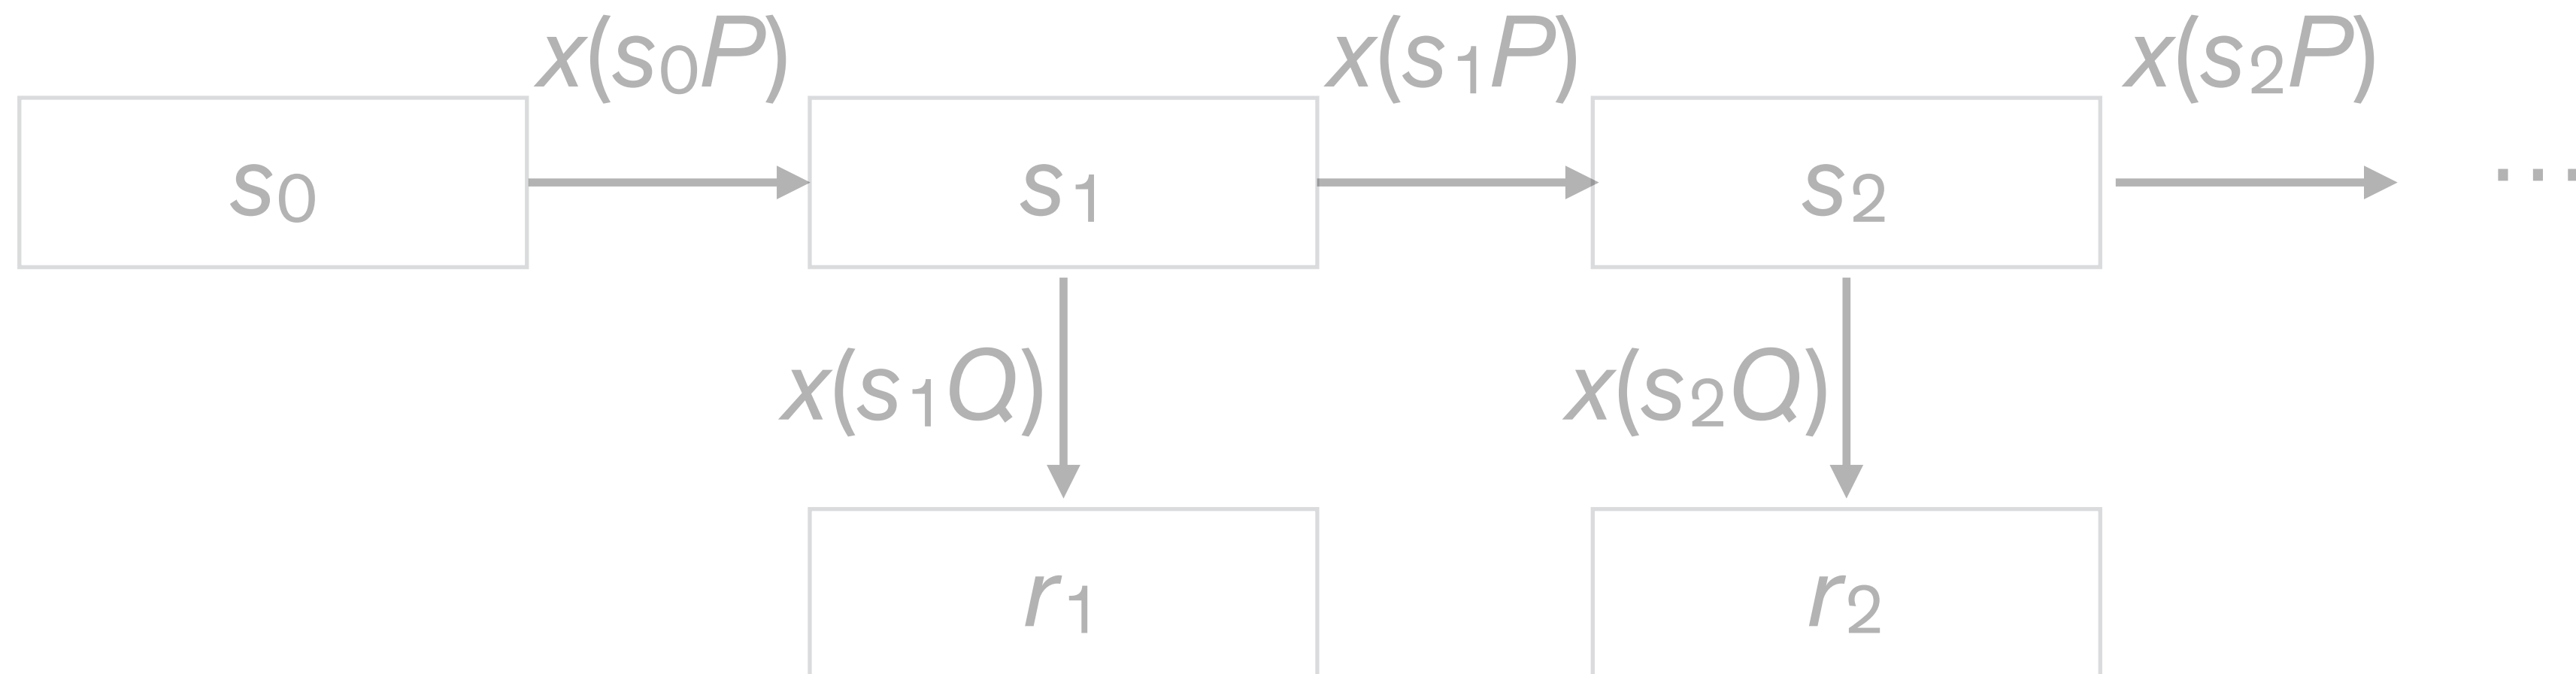 x(s₀P) x(s₁P) x(s₂P)
s₀ s₁ s₂ ...
x(s₁Q) x(s₂Q)
r₁ r₂